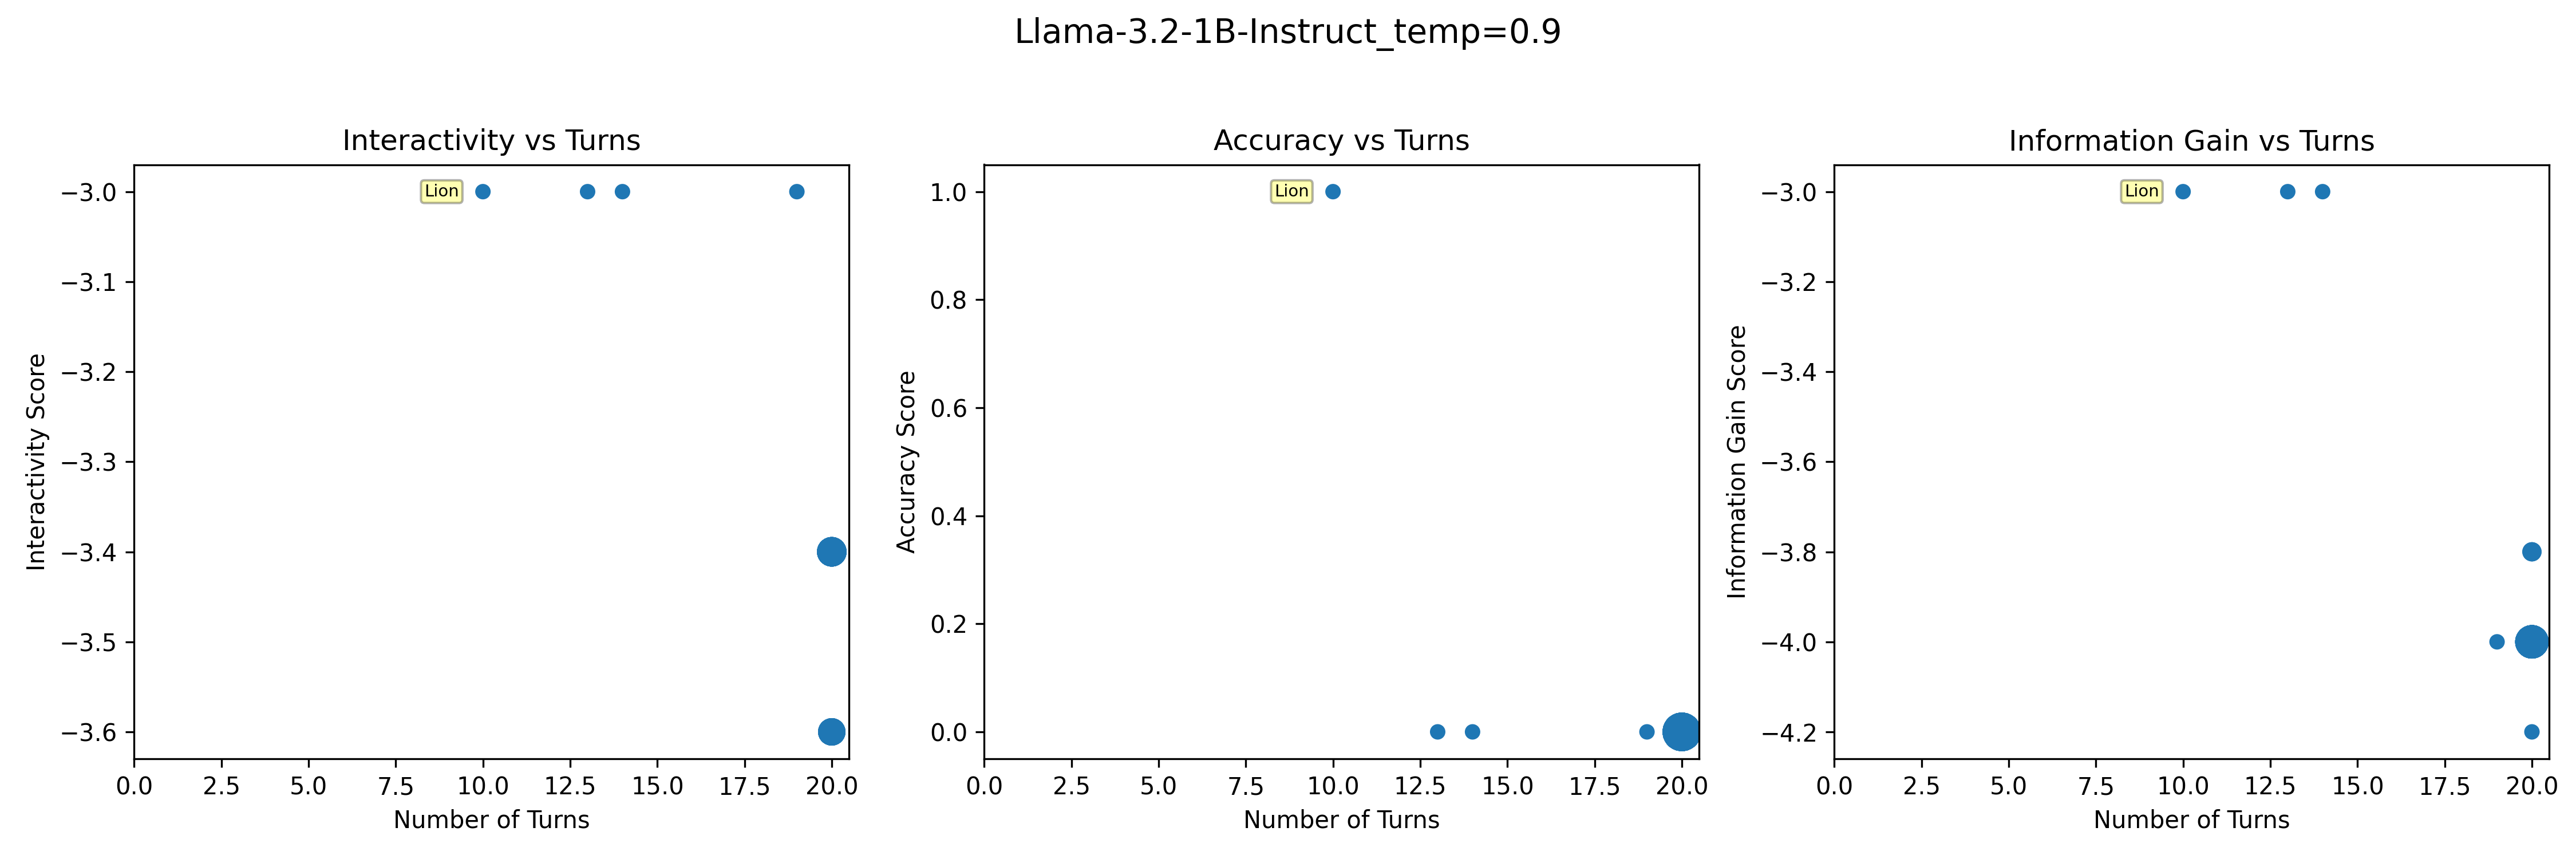 Llama-3.2-1B-Instruct_temp=0.9
Interactivity vs Turns
Interactivity Score
−3.0
−3.1
−3.2
−3.3
−3.4
−3.5
−3.6
Lion
0.0 2.5 5.0 7.5 10.0 12.5 15.0 17.5 20.0
Number of Turns
Accuracy vs Turns
Accuracy Score
1.0
0.8
0.6
0.4
0.2
0.0
Lion
0.0 2.5 5.0 7.5 10.0 12.5 15.0 17.5 20.0
Number of Turns
Information Gain vs Turns
Information Gain Score
−3.0
−3.2
−3.4
−3.6
−3.8
−4.0
−4.2
Lion
0.0 2.5 5.0 7.5 10.0 12.5 15.0 17.5 20.0
Number of Turns